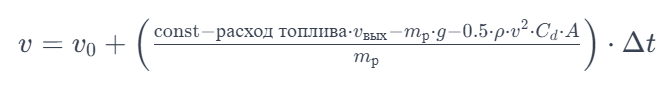 v = v₀ + (const−расход топлива·v_вых−m_р·g−0.5·ρ·v²·C_d·A / m_р) · Δt